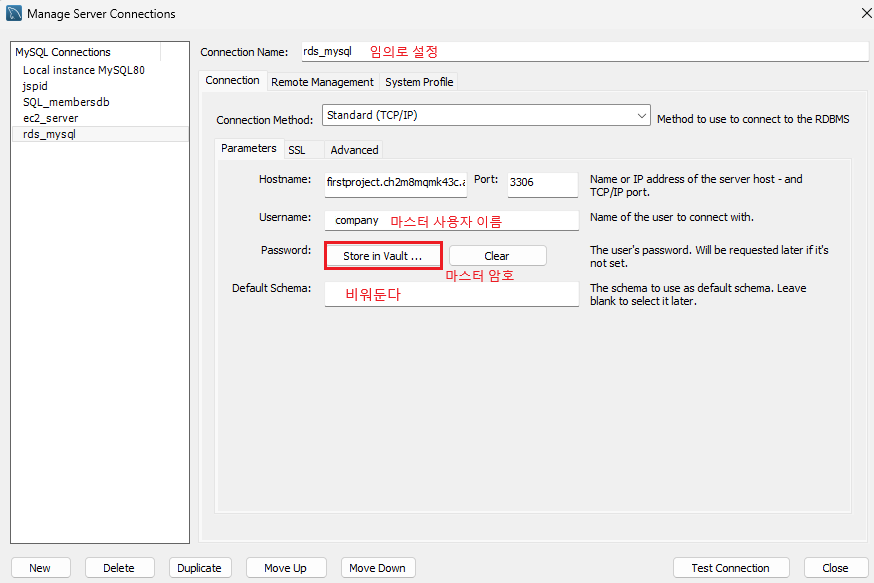 Manage Server Connections
MySQL Connections
Local instance MySQL80
jspid
SQL_membersdb
ec2_server
rds_mysql
Connection Name: rds_mysql 임의로 설정
Connection Remote Management System Profile
Connection Method: Standard (TCP/IP) Method to use to connect to the RDBMS
Parameters SSL Advanced
Hostname: firstproject.ch2m8mqmk43c.a Port: 3306 Name or IP address of the server host - and
TCP/IP port.
Username: company 마스터 사용자 이름 Name of the user to connect with.
Password: Store in Vault ... Clear The user's password. Will be requested later if it's
not set.
마스터 암호
Default Schema: 비워둔다 The schema to use as default schema. Leave
blank to select it later.
New Delete Duplicate Move Up Move Down Test Connection Close